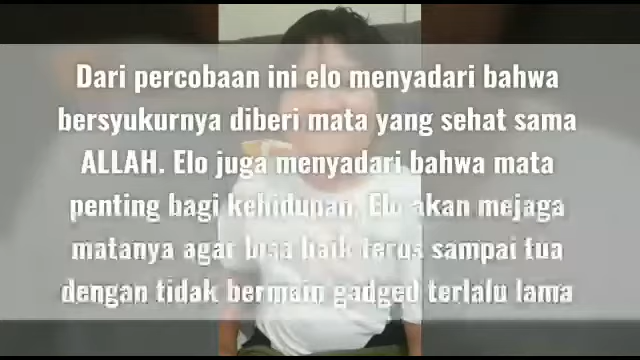 Dari percobaan ini elo menyadari bahwa
bersyukurnya diberi mata yang sehat sama
ALLAH. Elo juga menyadari bahwa mata
penting bagi kehidupan. Elo akan mejaga
matanya agar bisa baik terus sampai tua
dengan tidak bermain gadged terlalu lama